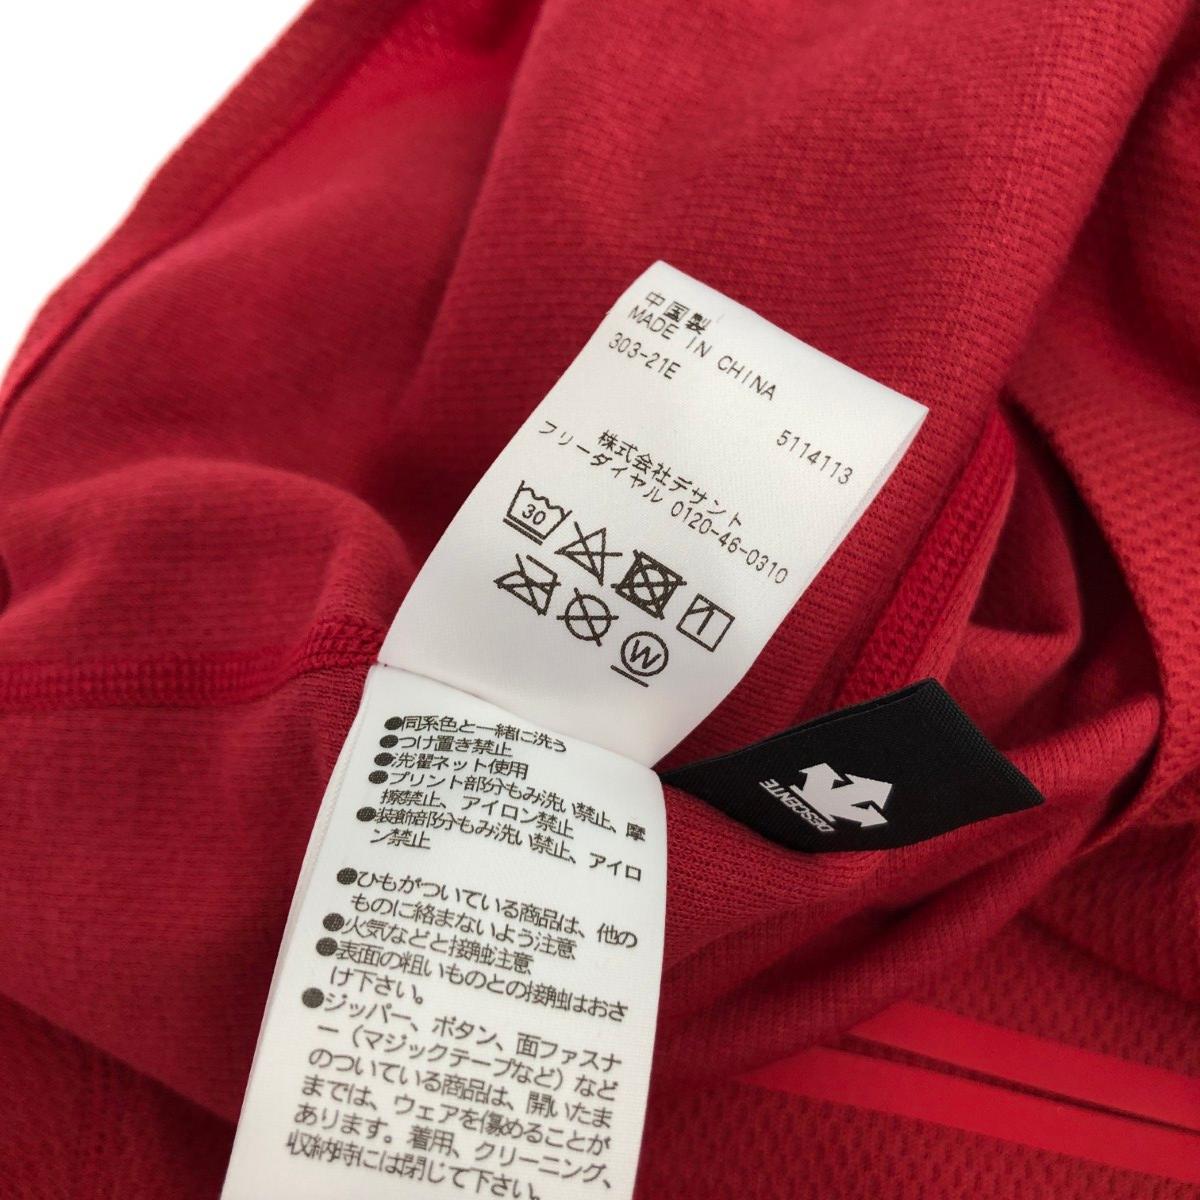 中国製
MADE IN CHINA
303-21E
5114113
株式会社デサント
フリーダイヤル 0120-46-0310
30
W
●同系色と一緒に洗う
●つけ置き禁止
●洗濯ネット使用
●プリント部分もみ洗い禁止、摩
擦禁止、アイロン禁止
●装飾部分もみ洗い禁止、アイロ
ン禁止
●ひもがついている商品は、他の
ものに絡まないよう注意
●火気などと接触注意
●表面の粗いものとの接触はおさ
け下さい。
●ジッパー、ボタン、面ファスナ
ー（マジックテープなど）など
のついている商品は、開いたま
までは、ウェアを傷めることが
あります。着用、クリーニング、
収納時には閉じて下さい。
DESCENTE